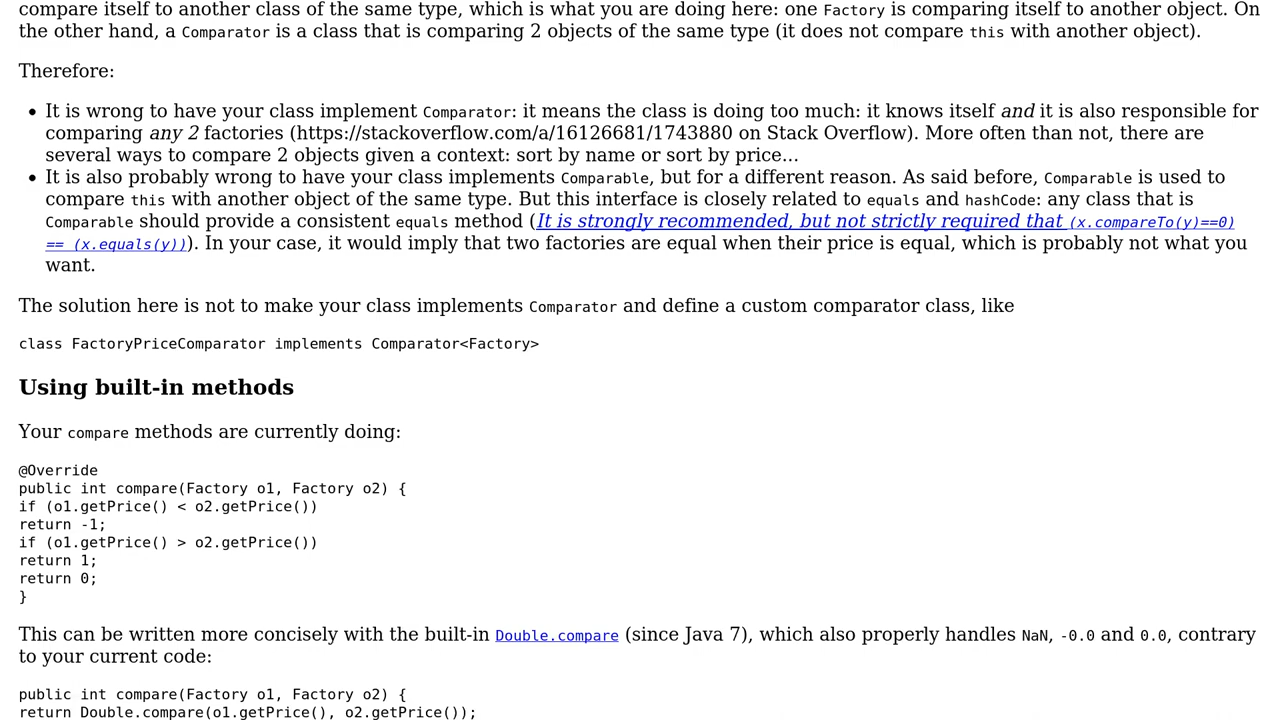 compare itself to another class of the same type, which is what you are doing here: one Factory is comparing itself to another object. On
the other hand, a Comparator is a class that is comparing 2 objects of the same type (it does not compare this with another object).
Therefore:
• It is wrong to have your class implement Comparator: it means the class is doing too much: it knows itself and it is also responsible for
comparing any 2 factories (https://stackoverflow.com/a/16126681/1743880 on Stack Overflow). More often than not, there are
several ways to compare 2 objects given a context: sort by name or sort by price...
• It is also probably wrong to have your class implements Comparable, but for a different reason. As said before, Comparable is used to
compare this with another object of the same type. But this interface is closely related to equals and hashCode: any class that is
Comparable should provide a consistent equals method (It is strongly recommended, but not strictly required that (x.compareTo(y)==0)
== (x.equals(y))). In your case, it would imply that two factories are equal when their price is equal, which is probably not what you
want.
The solution here is not to make your class implements Comparator and define a custom comparator class, like
class FactoryPriceComparator implements Comparator<Factory>
Using built-in methods
Your compare methods are currently doing:
@Override
public int compare(Factory o1, Factory o2) {
if (o1.getPrice() < o2.getPrice())
return -1;
if (o1.getPrice() > o2.getPrice())
return 1;
return 0;
}
This can be written more concisely with the built-in Double.compare (since Java 7), which also properly handles NaN, -0.0 and 0.0, contrary
to your current code:
public int compare(Factory o1, Factory o2) {
return Double.compare(o1.getPrice(), o2.getPrice());